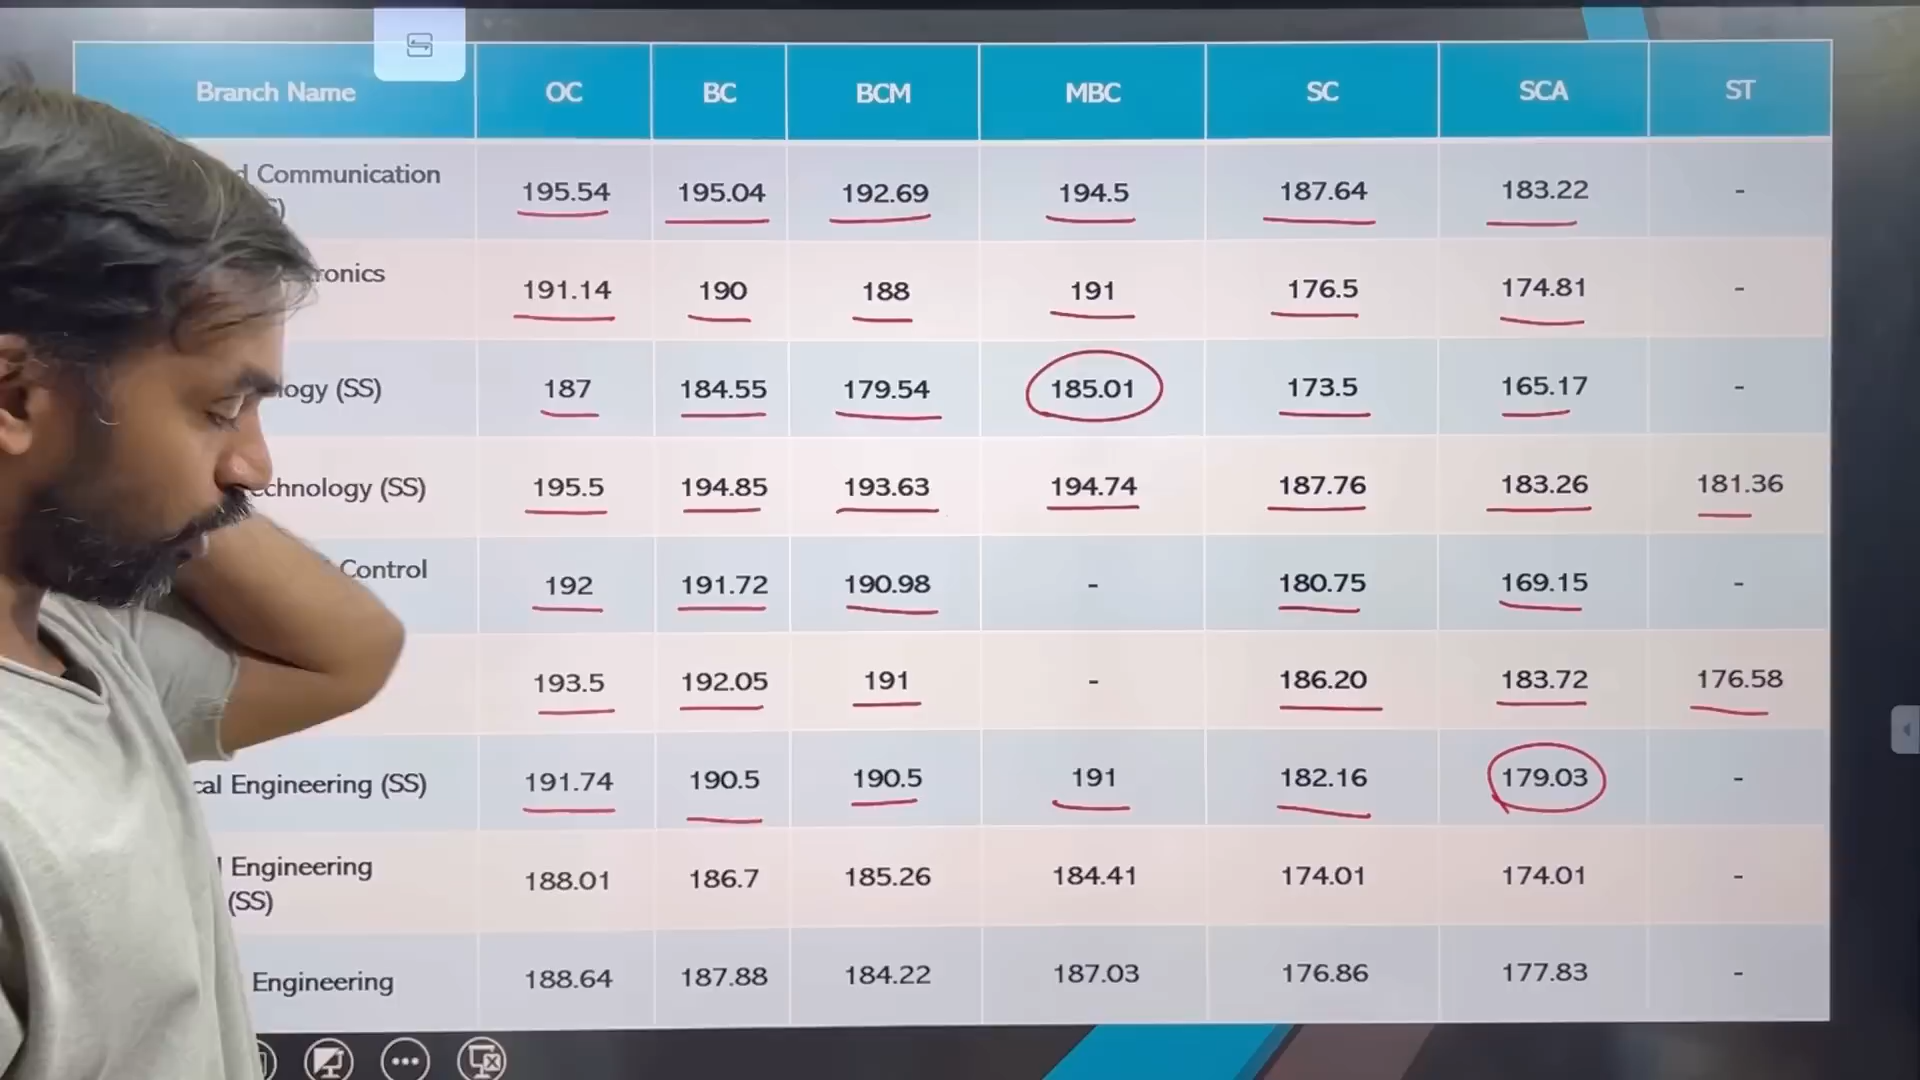 Branch Name OC BC BCM MBC SC SCA ST
Communication 195.54 195.04 192.69 194.5 187.64 183.22 -
191.14 190 188 191 176.5 174.81 -
(SS) 187 184.55 179.54 185.01 173.5 165.17 -
(SS) 195.5 194.85 193.63 194.74 187.76 183.26 181.36
Control 192 191.72 190.98 - 180.75 169.15 -
193.5 192.05 191 - 186.20 183.72 176.58
Engineering (SS) 191.74 190.5 190.5 191 182.16 179.03 -
Engineering
(SS) 188.01 186.7 185.26 184.41 174.01 174.01 -
Engineering 188.64 187.88 184.22 187.03 176.86 177.83 -